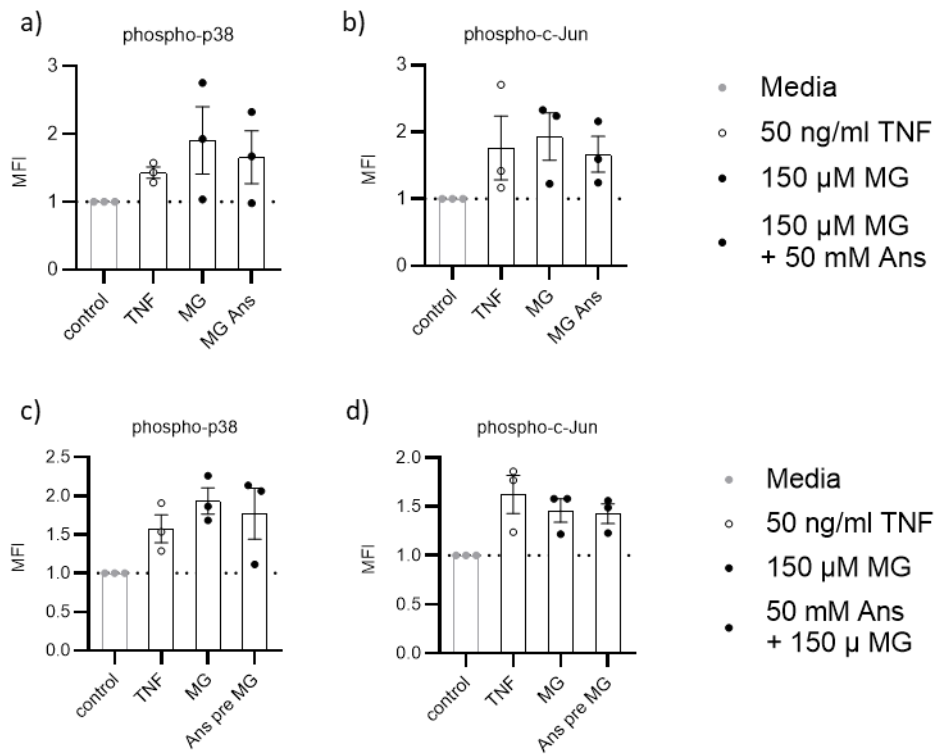 a)
phospho-p38
MFI
3
2
1
0
control
TNF
MG
MG Ans
b)
phospho-c-Jun
MFI
3
2
1
0
control
TNF
MG
MG Ans
Media
50 ng/ml TNF
150 µM MG
150 µM MG
+ 50 mM Ans
c)
phospho-p38
MFI
2.5
2.0
1.5
1.0
0.5
0.0
control
TNF
MG
Ans pre MG
d)
phospho-c-Jun
MFI
2.0
1.5
1.0
0.5
0.0
control
TNF
MG
Ans pre MG
Media
50 ng/ml TNF
150 µM MG
50 mM Ans
+ 150 µ MG